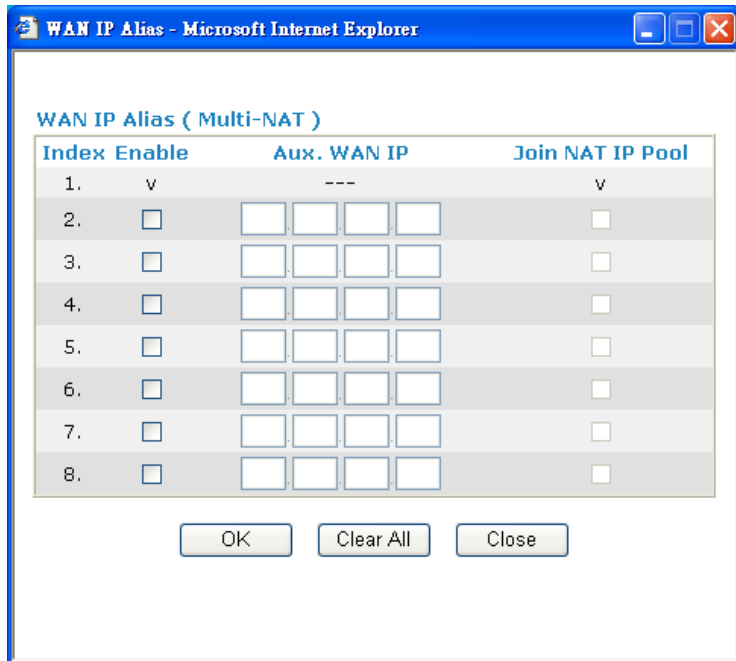 WAN IP Alias - Microsoft Internet Explorer
WAN IP Alias ( Multi-NAT )
Index Enable Aux. WAN IP Join NAT IP Pool
1. v --- v
2.
3.
4.
5.
6.
7.
8.
OK Clear All Close